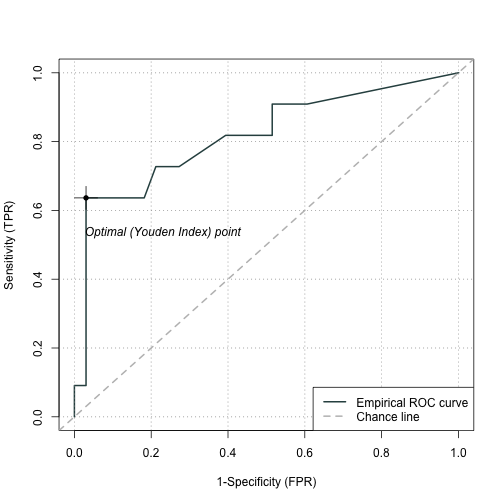 1.0
0.8
0.6
0.4
0.2
0.0
Sensitivity (TPR)
Optimal (Youden Index) point
Empirical ROC curve
Chance line
0.0 0.2 0.4 0.6 0.8 1.0
1-Specificity (FPR)